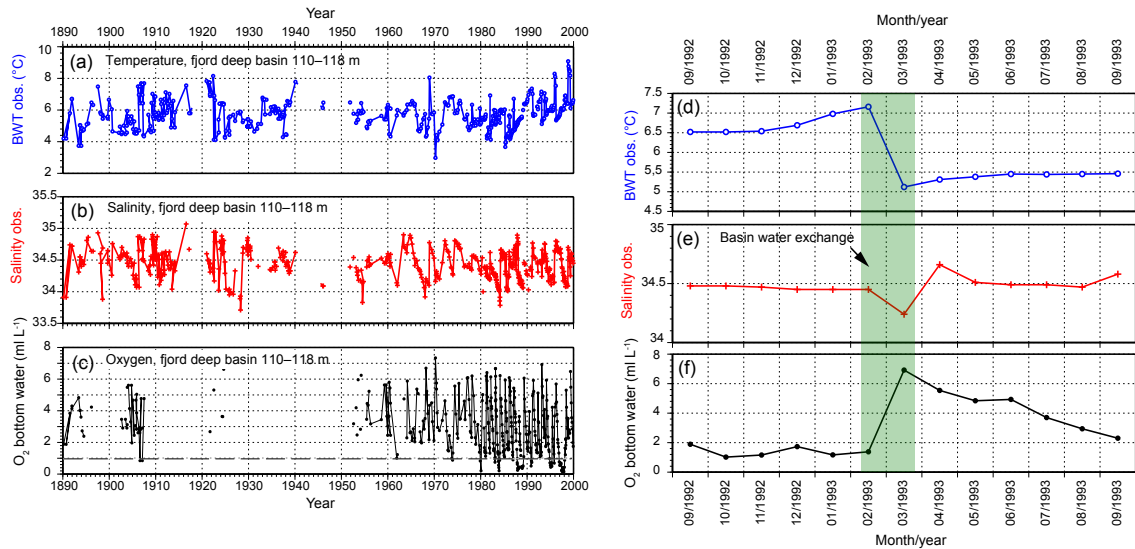 Year
1890 1900 1910 1920 1930 1940 1950 1960 1970 1980 1990 2000
(a) Temperature, fjord deep basin 110–118 m
BWT obs. (°C)
10
8
6
4
2
(b) Salinity, fjord deep basin 110–118 m
Salinity obs.
35.5
35
34.5
34
33.5
(c) Oxygen, fjord deep basin 110–118 m
O2 bottom water (ml L-1)
8
6
4
2
0
1890 1900 1910 1920 1930 1940 1950 1960 1970 1980 1990 2000
Year
Month/year
09/1992 10/1992 11/1992 12/1992 01/1993 02/1993 03/1993 04/1993 05/1993 06/1993 07/1993 08/1993 09/1993
(d)
BWT obs. (°C)
7.5
6.5
5.5
4.5
(e)
Basin water exchange
Salinity obs.
35
34.5
34
(f)
O2 bottom water (ml L-1)
8
6
4
2
0
09/1992 10/1992 11/1992 12/1992 01/1993 02/1993 03/1993 04/1993 05/1993 06/1993 07/1993 08/1993 09/1993
Month/year